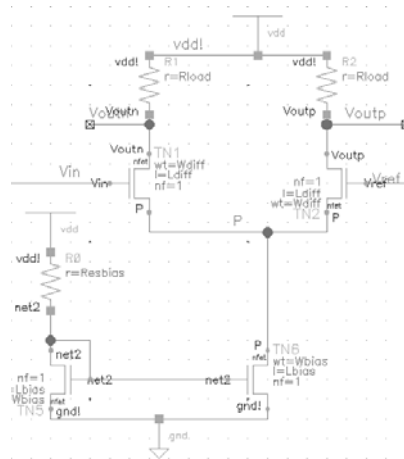 vdd
vdd!
vdd! R1
r=Rload
vdd! R2
r=Rload
Voutn
Voutp Voutp
Voutn TN1
nfet
wt=Wdiff
l=Ldiff
nf=1
Vin
Vin
P
Voutp
nf=1
l=Ldiff
wt=Wdiff
nfet
TN2
Vref
Vref
P
P
vdd
vdd! R0
r=Resbias
net2
net2
nf=1
Lbias
Wbias
nfet
TN5
gnd!
net2
net2
P TN6
nfet
wt=Wbias
l=Lbias
nf=1
gnd!
gnd